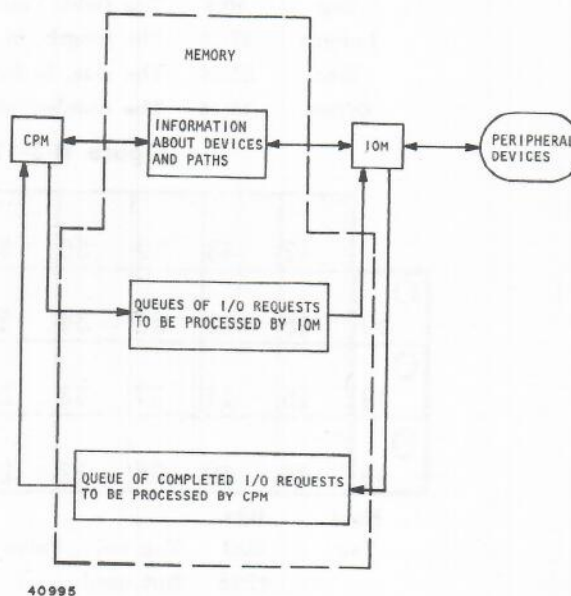 MEMORY
CPM
INFORMATION
ABOUT DEVICES
AND PATHS
IOM
PERIPHERAL
DEVICES
QUEUES OF I/O REQUESTS
TO BE PROCESSED BY IOM
QUEUE OF COMPLETED I/O REQUESTS
TO BE PROCESSED BY CPM
40995